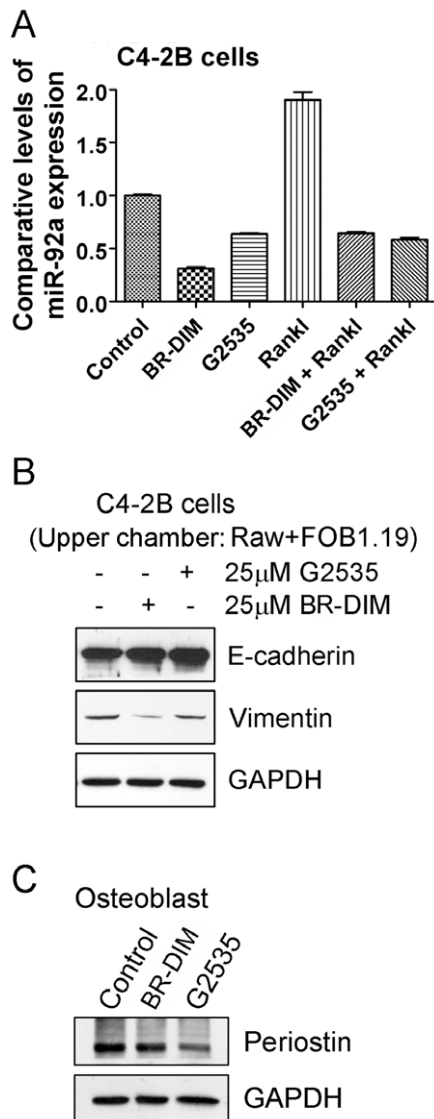 A
C4-2B cells
Comparative levels of
miR-92a expression
2.0
1.5
1.0
0.5
0.0
Control
BR-DIM
G2535
Rankl
BR-DIM + Rankl
G2535 + Rankl
B
C4-2B cells
(Upper chamber: Raw+FOB1.19)
- - + 25μM G2535
- + - 25μM BR-DIM
E-cadherin
Vimentin
GAPDH
C
Osteoblast
Control
BR-DIM
G2535
Periostin
GAPDH